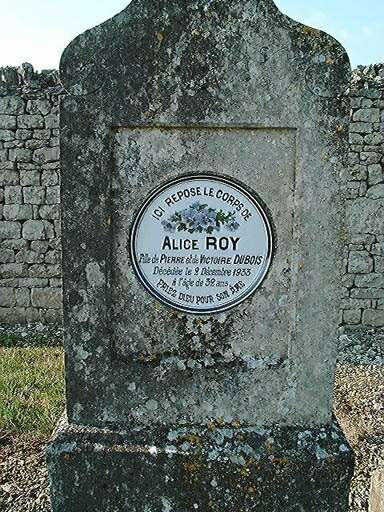 ICI REPOSE LE CORPS DE
ALICE ROY
Fille de PIERRE et de VICTOIRE DUBOIS
Décédée le 2 Décembre 1933
à l'âge de 32 ans
PRIEZ DIEU POUR SON ÂME